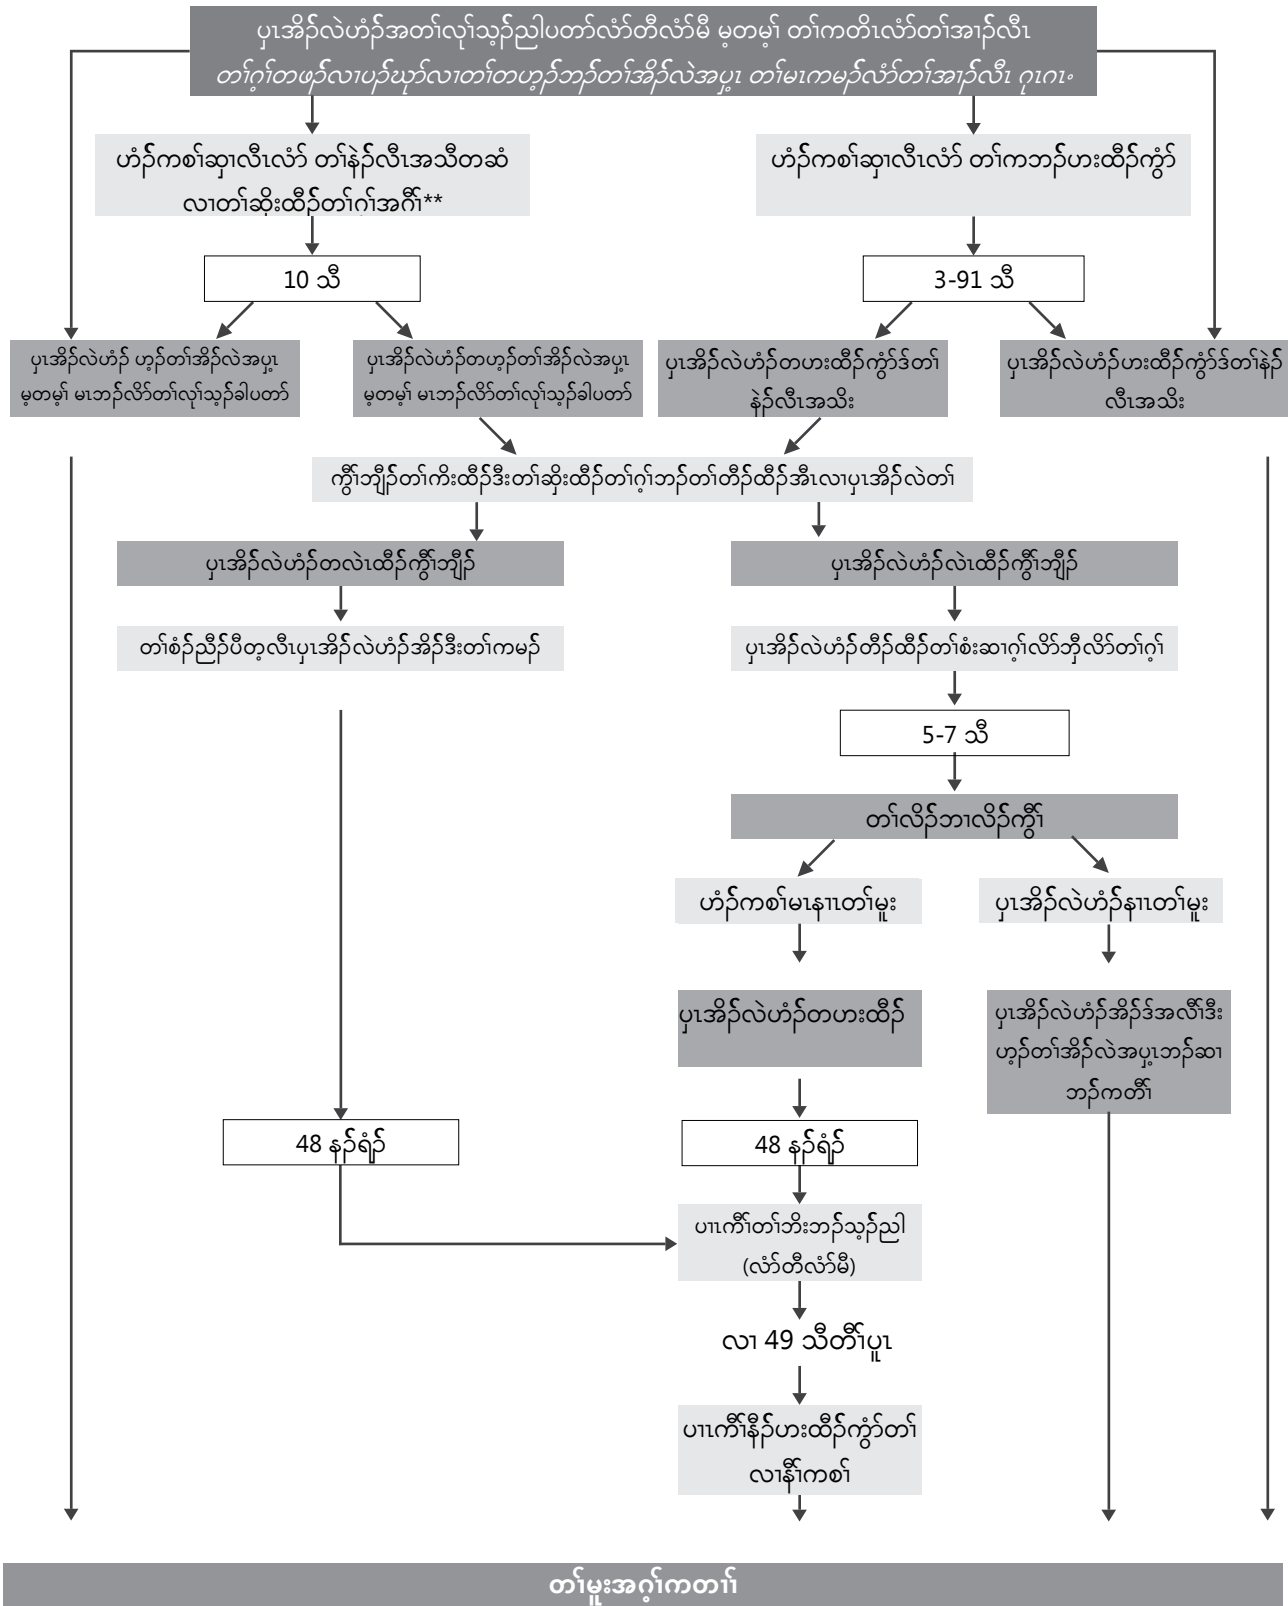 ပှၤအိၣ်လဲဟံၣ်အတၢ်လုၢ်သ့ၣ်ညါပတာ်လံာ်တီလံာ်မီ မ့တမ့ၢ် တၢ်ကတိၤလံာ်တၢ်အၢၣ်လီၤ
တၢ်ဂ့ၢ်တဖၣ်လၢပၣ်ဃုာ်လၢတၢ်တဟ့ၣ်ဘၣ်တၢ်အိၣ်လဲအပှ့ၤ တၢ်မၤကမၣ်လံာ်တၢ်အၢၣ်လီၤ ဂုၤဂၤႉ
ဟံၣ်ကစၢ်ဆှၢလီၤလံာ် တၢ်နဲၣ်လီၤအသီတဆံ
လၢတၢ်ဆိုးထီၣ်တၢ်ဂ့ၢ်အဂီၢ်**
ဟံၣ်ကစၢ်ဆှၢလီၤလံာ် တၢ်ကဘၣ်ဟးထီၣ်ကွံာ်
10 သီ
3-91 သီ
ပှၤအိၣ်လဲဟံၣ် ဟ့ၣ်တၢ်အိၣ်လဲအပှ့ၤ
မ့တမ့ၢ် မၤဘၣ်လိာ်တၢ်လုၢ်သ့ၣ်ခါပတာ်
ပှၤအိၣ်လဲဟံၣ်တဟ့ၣ်တၢ်အိၣ်လဲအပှ့ၤ
မ့တမ့ၢ် မၤဘၣ်လိာ်တၢ်လုၢ်သ့ၣ်ခါပတာ်
ပှၤအိၣ်လဲဟံၣ်တဟးထီၣ်ကွံာ်ဒ်တၢ်
နဲၣ်လီၤအသိး
ပှၤအိၣ်လဲဟံၣ်ဟးထီၣ်ကွံာ်ဒ်တၢ်နဲၣ်
လီၤအသိး
ကွီၢ်ဘျီၣ်တၢ်ကိးထီၣ်ဒီးတၢ်ဆိုးထီၣ်တၢ်ဂ့ၢ်ဘၣ်တၢ်တီၣ်ထီၣ်အီၤလၢပှၤအိၣ်လဲတၢ်
ပှၤအိၣ်လဲဟံၣ်တလဲၤထီၣ်ကွီၢ်ဘျီၣ်
ပှၤအိၣ်လဲဟံၣ်လဲၤထီၣ်ကွီၢ်ဘျီၣ်
တၢ်စံၣ်ညီၣ်ပီတ့လီၤပှၤအိၣ်လဲဟံၣ်အိၣ်ဒီးတၢ်ကမၣ်
ပှၤအိၣ်လဲဟံၣ်တီၣ်ထီၣ်တၢ်စံးဆၢဂ့ၢ်လိာ်ဘှီလိာ်တၢ်ဂ့ၢ်
5-7 သီ
တၢ်လိၣ်ဘၢလိၣ်ကွီၢ်
ဟံၣ်ကစၢ်မၤနၢၤတၢ်မူး
ပှၤအိၣ်လဲဟံၣ်နၢၤတၢ်မူး
ပှၤအိၣ်လဲဟံၣ်တဟးထီၣ်
ပှၤအိၣ်လဲဟံၣ်အိၣ်ဒ်အလီၢ်ဒီး
ဟ့ၣ်တၢ်အိၣ်လဲအပှ့ၤဘၣ်ဆၢ
ဘၣ်ကတီၢ်
48 နၣ်ရံၣ်
48 နၣ်ရံၣ်
ပၢၤကီၢ်တၢ်ဘိးဘၣ်သ့ၣ်ညါ
(လံာ်တီလံာ်မီ)
လၢ 49 သီတီၢ်ပူၤ
ပၢၤကီၢ်နီၣ်ဟးထီၣ်ကွံာ်တၢ်
လၢနီၢ်ကစၢ်
တၢ်မူးအဂ့ၢ်ကတၢၢ်